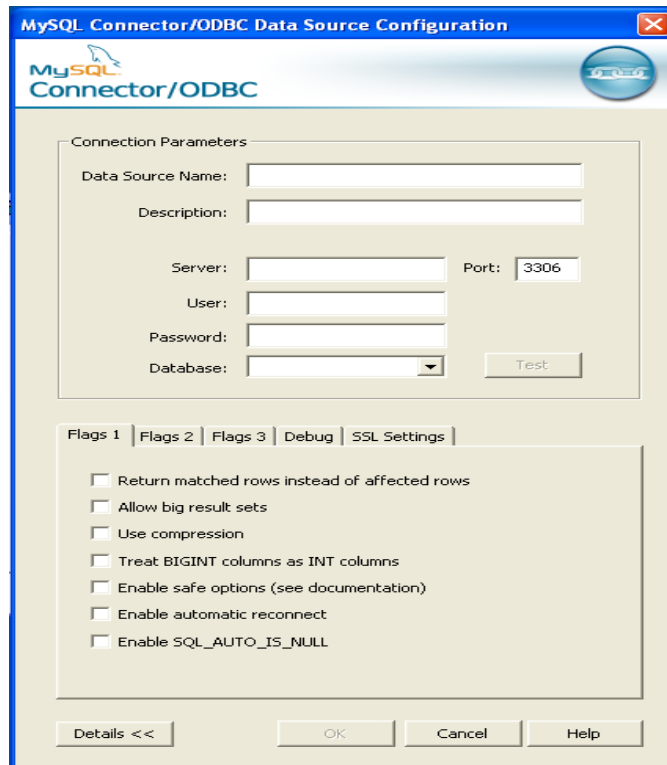 MySQL Connector/ODBC Data Source Configuration
MySQL
Connector/ODBC
Connection Parameters
Data Source Name:
Description:
Server:
Port: 3306
User:
Password:
Database:
Test
Flags 1 Flags 2 Flags 3 Debug SSL Settings
Return matched rows instead of affected rows
Allow big result sets
Use compression
Treat BIGINT columns as INT columns
Enable safe options (see documentation)
Enable automatic reconnect
Enable SQL_AUTO_IS_NULL
Details << OK Cancel Help